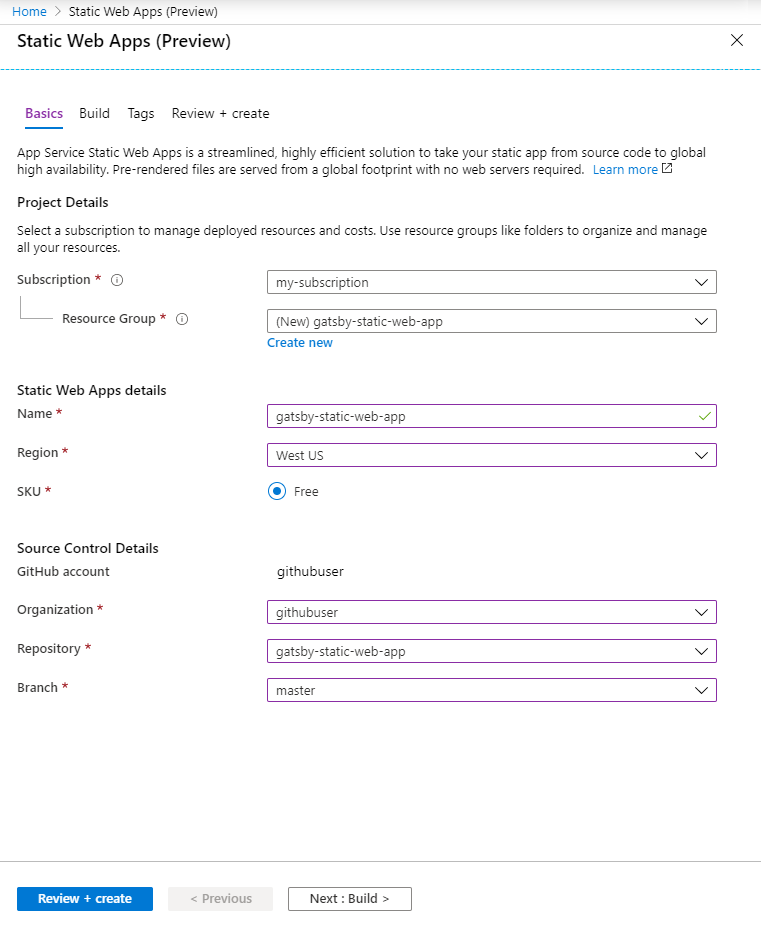 Home > Static Web Apps (Preview)
Static Web Apps (Preview)
Basics Build Tags Review + create
App Service Static Web Apps is a streamlined, highly efficient solution to take your static app from source code to global
high availability. Pre-rendered files are served from a global footprint with no web servers required. Learn more
Project Details
Select a subscription to manage deployed resources and costs. Use resource groups like folders to organize and manage
all your resources.
Subscription * my-subscription
Resource Group * (New) gatsby-static-web-app
Create new
Static Web Apps details
Name * gatsby-static-web-app
Region * West US
SKU * Free
Source Control Details
GitHub account githubuser
Organization * githubuser
Repository * gatsby-static-web-app
Branch * master
Review + create < Previous Next : Build >